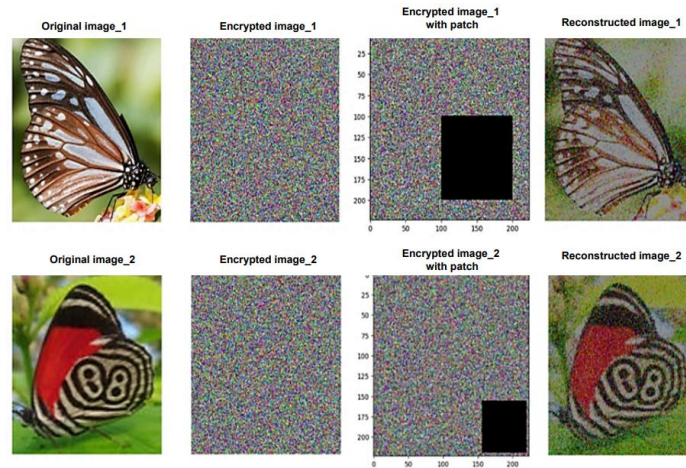 Original image_1
Encrypted image_1
Encrypted image_1
with patch
Reconstructed image_1
0
25
50
75
100
125
150
175
200
0 50 100 150 200
Original image_2
Encrypted image_2
Encrypted image_2
with patch
Reconstructed image_2
25
50
75
100
125
150
175
200
0 50 100 150 200
88